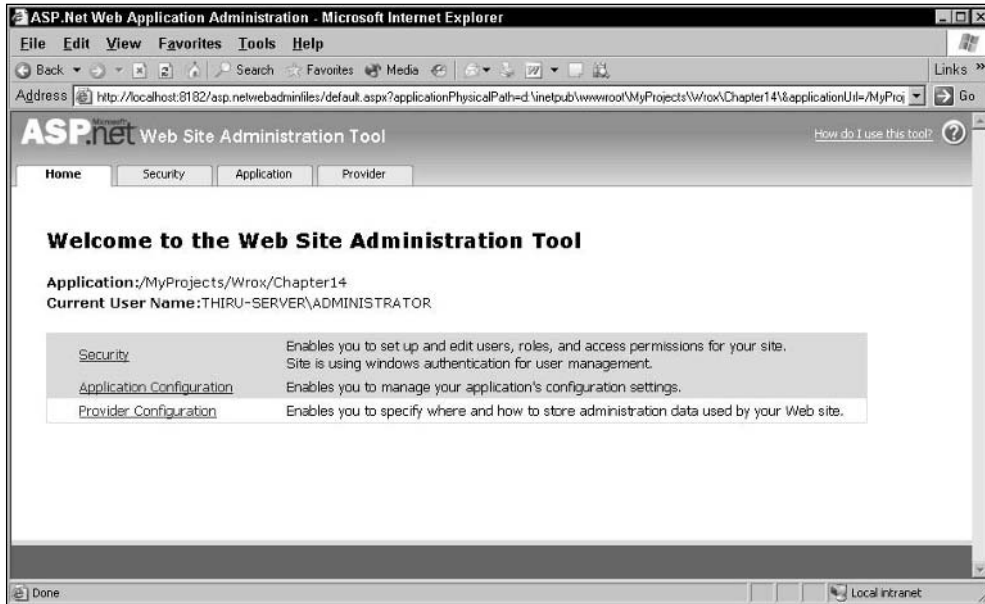 ASP.Net Web Application Administration - Microsoft Internet Explorer
File Edit View Favorites Tools Help
Back Search Favorites Media Links »
Address http://localhost:8182/asp.netwebadminfiles/default.aspx?applicationPhysicalPath=d:\inetpub\wwwroot\MyProjects\Wrox\Chapter14\&applicationUrl=/MyProj Go
Microsoft
ASP.net Web Site Administration Tool How do I use this tool? ?
Home Security Application Provider
Welcome to the Web Site Administration Tool
Application:/MyProjects/Wrox/Chapter14
Current User Name:THIRU-SERVER\ADMINISTRATOR
Security Enables you to set up and edit users, roles, and access permissions for your site.
Site is using windows authentication for user management.
Application Configuration Enables you to manage your application's configuration settings.
Provider Configuration Enables you to specify where and how to store administration data used by your Web site.
Done Local intranet